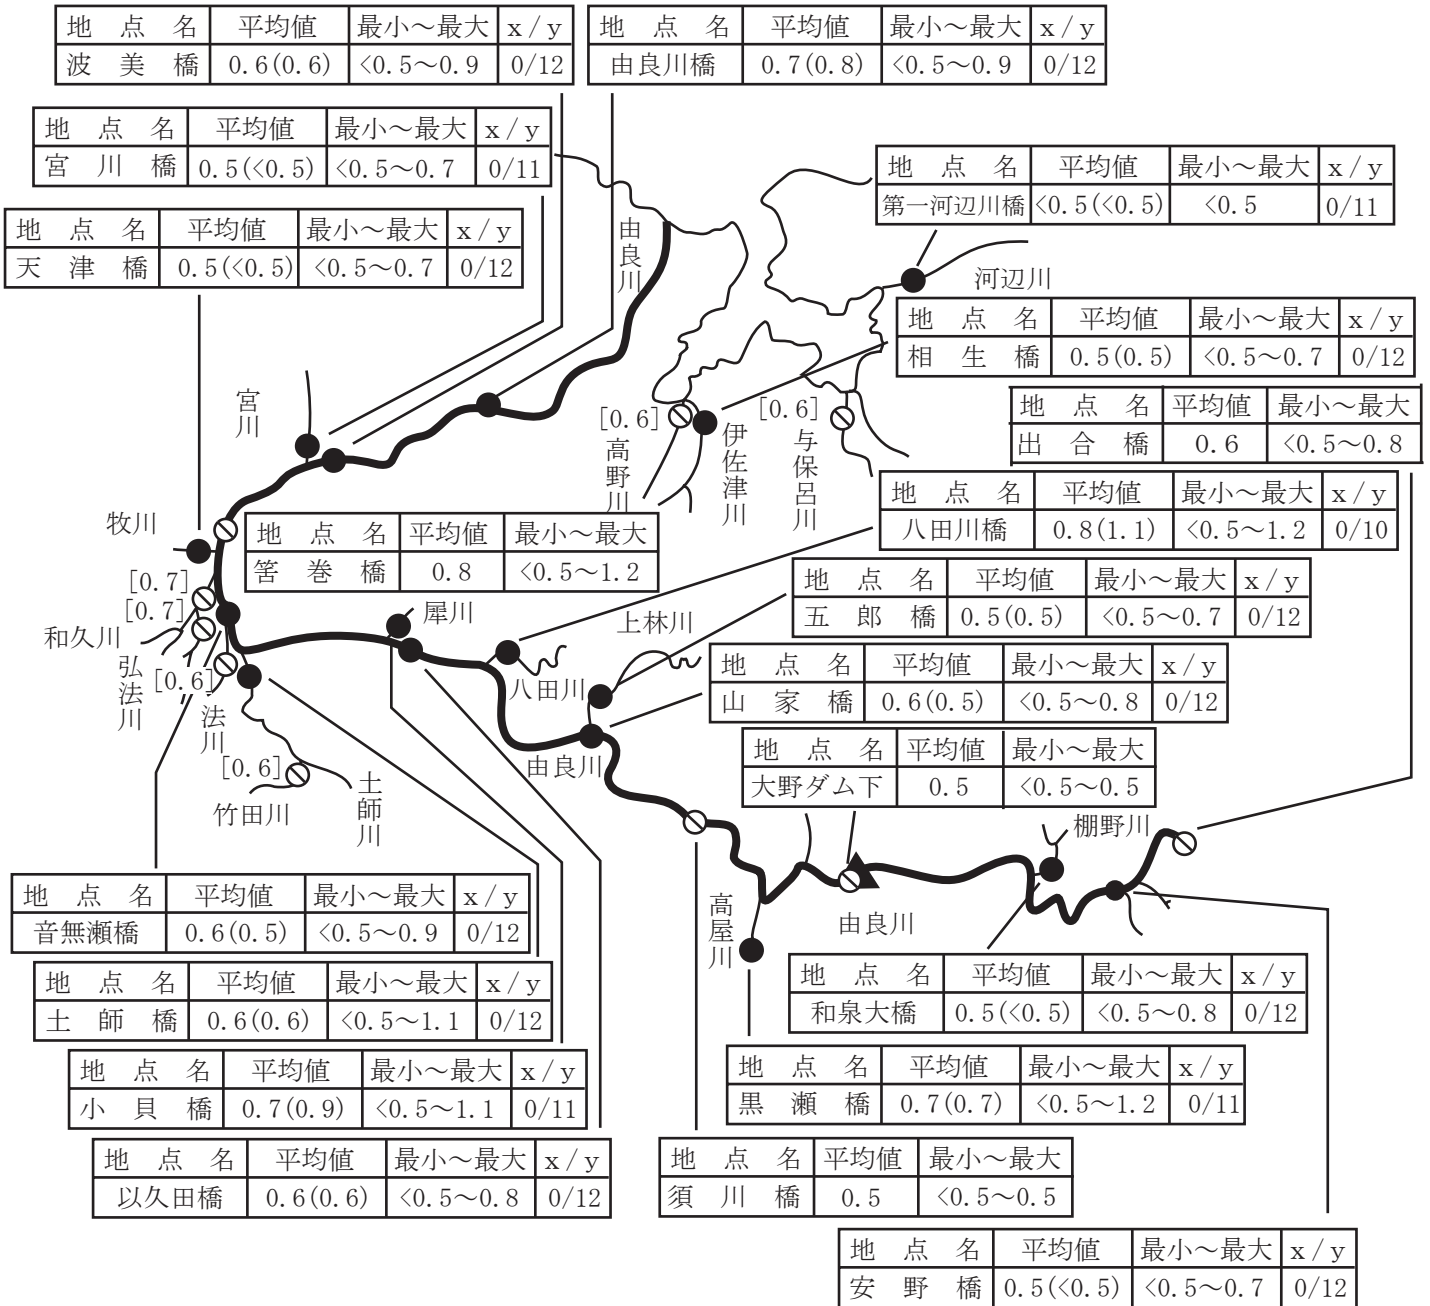 地点名 平均値 最小～最大 x/y
波美橋 0.6(0.6) <0.5～0.9 0/12
地点名 平均値 最小～最大 x/y
由良川橋 0.7(0.8) <0.5～0.9 0/12
地点名 平均値 最小～最大 x/y
宮川橋 0.5(<0.5) <0.5～0.7 0/11
地点名 平均値 最小～最大 x/y
第一河辺川橋 <0.5(<0.5) <0.5 0/11
地点名 平均値 最小～最大 x/y
天津橋 0.5(<0.5) <0.5～0.7 0/12
由良川
河辺川
地点名 平均値 最小～最大 x/y
相生橋 0.5(0.5) <0.5～0.7 0/12
宮川
[0.6]
高野川
伊佐津川
[0.6]
与保呂川
地点名 平均値 最小～最大
出合橋 0.6 <0.5～0.8
地点名 平均値 最小～最大 x/y
八田川橋 0.8(1.1) <0.5～1.2 0/10
牧川
地点名 平均値 最小～最大
筈巻橋 0.8 <0.5～1.2
地点名 平均値 最小～最大 x/y
五郎橋 0.5(0.5) <0.5～0.7 0/12
[0.7]
[0.7]
和久川
犀川
上林川
弘法川
[0.6]
法川
八田川
地点名 平均値 最小～最大 x/y
山家橋 0.6(0.5) <0.5～0.8 0/12
地点名 平均値 最小～最大
大野ダム下 0.5 <0.5～0.5
由良川
[0.6]
竹田川
土師川
棚野川
地点名 平均値 最小～最大 x/y
音無瀬橋 0.6(0.5) <0.5～0.9 0/12
高屋川
由良川
地点名 平均値 最小～最大 x/y
土師橋 0.6(0.6) <0.5～1.1 0/12
地点名 平均値 最小～最大 x/y
和泉大橋 0.5(<0.5) <0.5～0.8 0/12
地点名 平均値 最小～最大 x/y
小貝橋 0.7(0.9) <0.5～1.1 0/11
地点名 平均値 最小～最大 x/y
黒瀬橋 0.7(0.7) <0.5～1.2 0/11
地点名 平均値 最小～最大 x/y
以久田橋 0.6(0.6) <0.5～0.8 0/12
地点名 平均値 最小～最大
須川橋 0.5 <0.5～0.5
地点名 平均値 最小～最大 x/y
安野橋 0.5(<0.5) <0.5～0.7 0/12